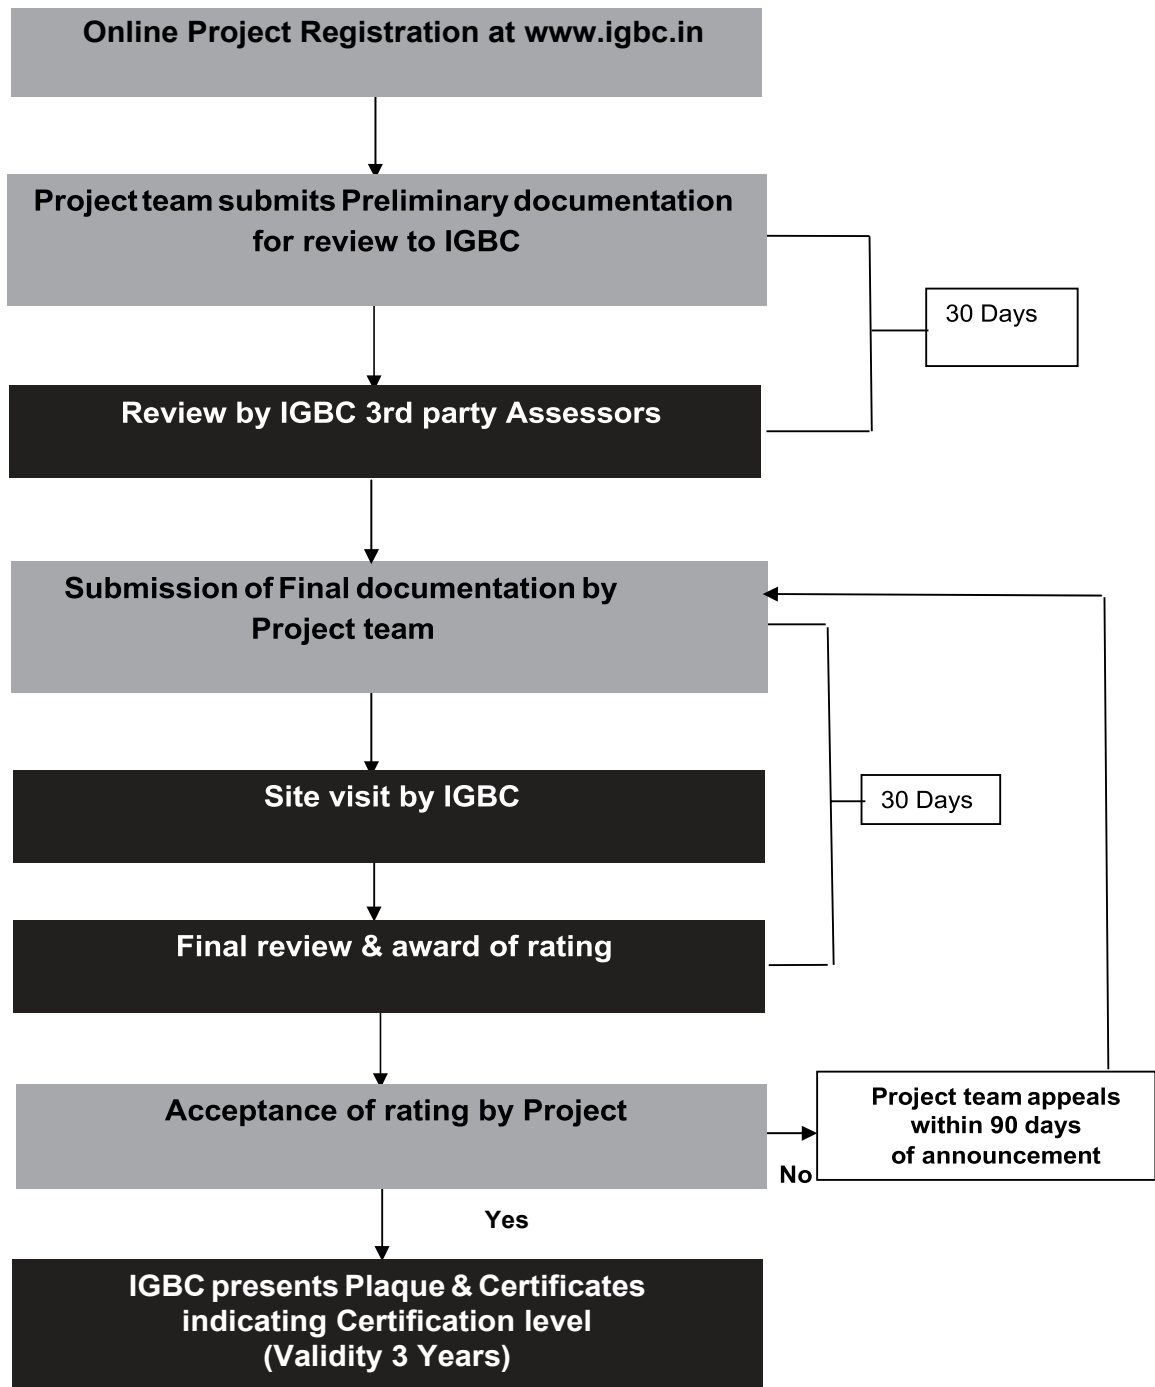 Online Project Registration at www.igbc.in
Project team submits Preliminary documentation
for review to IGBC
30 Days
Review by IGBC 3rd party Assessors
Submission of Final documentation by
Project team
Site visit by IGBC
30 Days
Final review & award of rating
Acceptance of rating by Project
No
Project team appeals
within 90 days
of announcement
Yes
IGBC presents Plaque & Certificates
indicating Certification level
(Validity 3 Years)